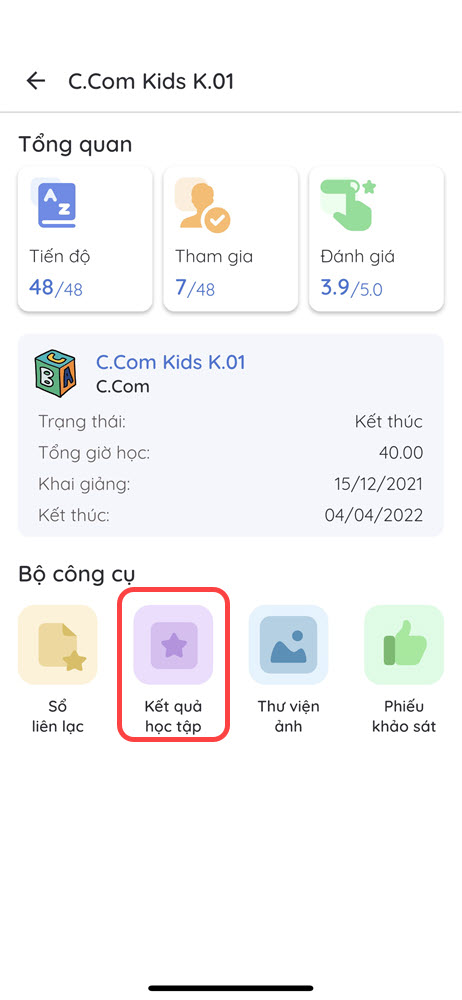 C.Com Kids K.01
Tổng quan
Tiến độ
48/48
Tham gia
7/48
Đánh giá
3.9/5.0
C.Com Kids K.01
C.Com
Trạng thái: Kết thúc
Tổng giờ học: 40.00
Khai giảng: 15/12/2021
Kết thúc: 04/04/2022
Bộ công cụ
Sổ
liên lạc
Kết quả
học tập
Thư viện
ảnh
Phiếu
khảo sát